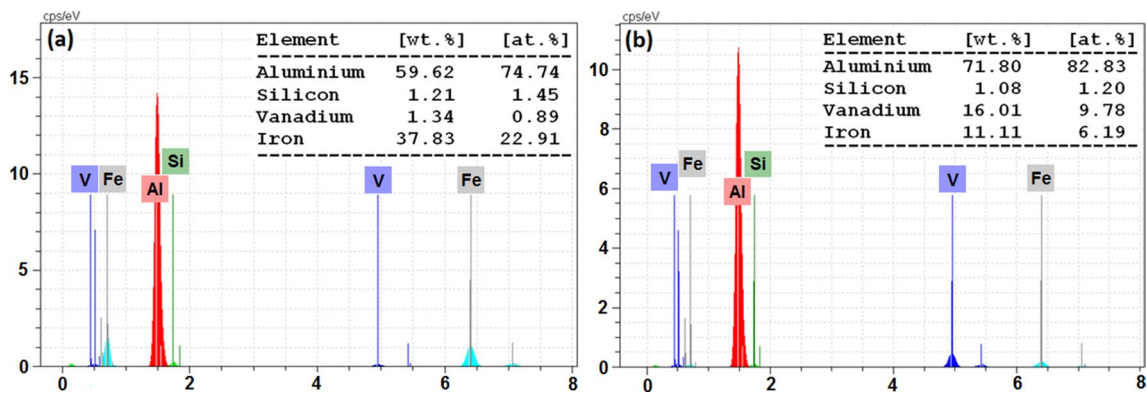 cps/eV
(a)
Element [wt.%] [at.%]
Aluminium 59.62 74.74
Silicon 1.21 1.45
Vanadium 1.34 0.89
Iron 37.83 22.91
15
10
5
0
V Fe Al Si V Fe
0 2 4 6 8
cps/eV
(b)
Element [wt.%] [at.%]
Aluminium 71.80 82.83
Silicon 1.08 1.20
Vanadium 16.01 9.78
Iron 11.11 6.19
10
8
6
4
2
0
V Fe Al Si V Fe
0 2 4 6 8